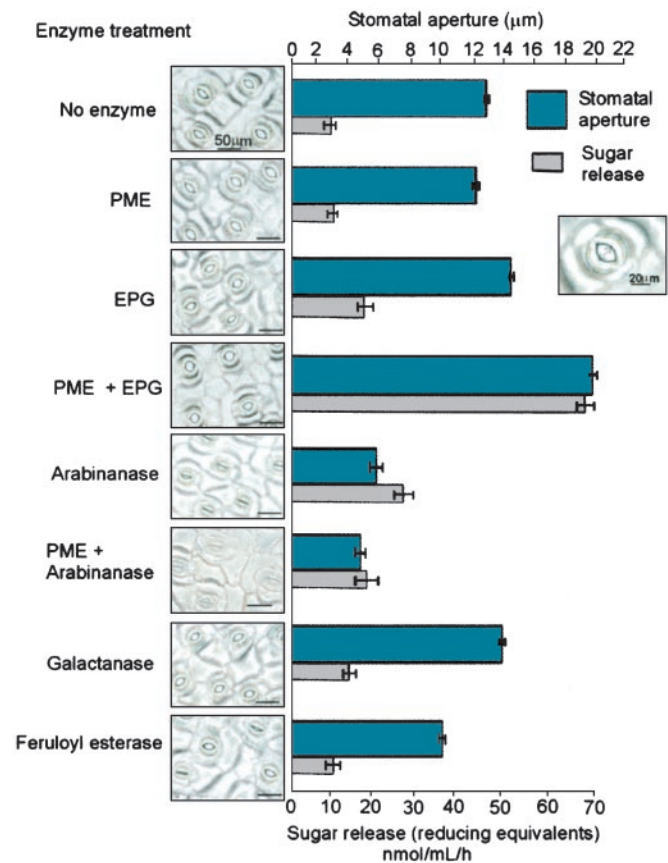 Enzyme treatment
Stomatal aperture (μm)
0 2 4 6 8 10 12 14 16 18 20 22
No enzyme
50μm
Stomatal
aperture
Sugar
release
PME
20μm
EPG
PME + EPG
Arabinanase
PME +
Arabinanase
Galactanase
Feruloyl esterase
0 10 20 30 40 50 60 70
Sugar release (reducing equivalents)
nmol/mL/h